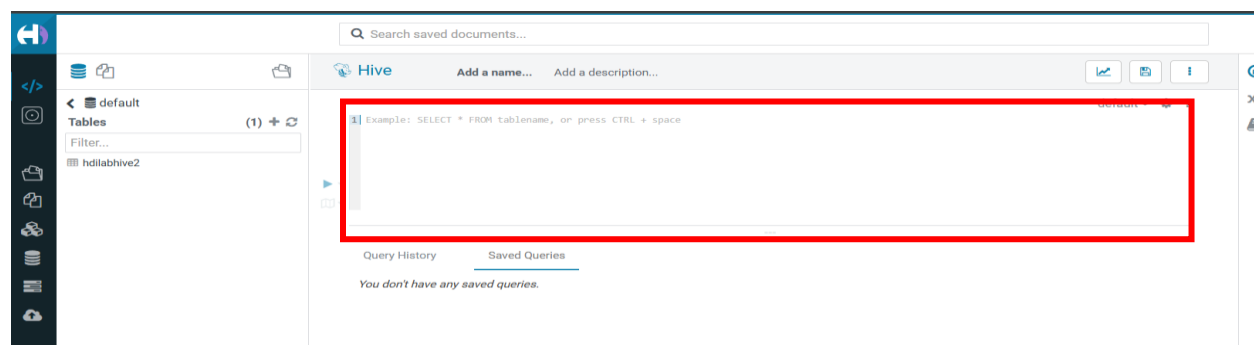 Search saved documents...
Hive
Add a name...
Add a description...
</>
default
Tables
(1)
Filter...
hdilabhive2
default
1
Example: SELECT * FROM tablename, or press CTRL + space
Query History
Saved Queries
You don't have any saved queries.